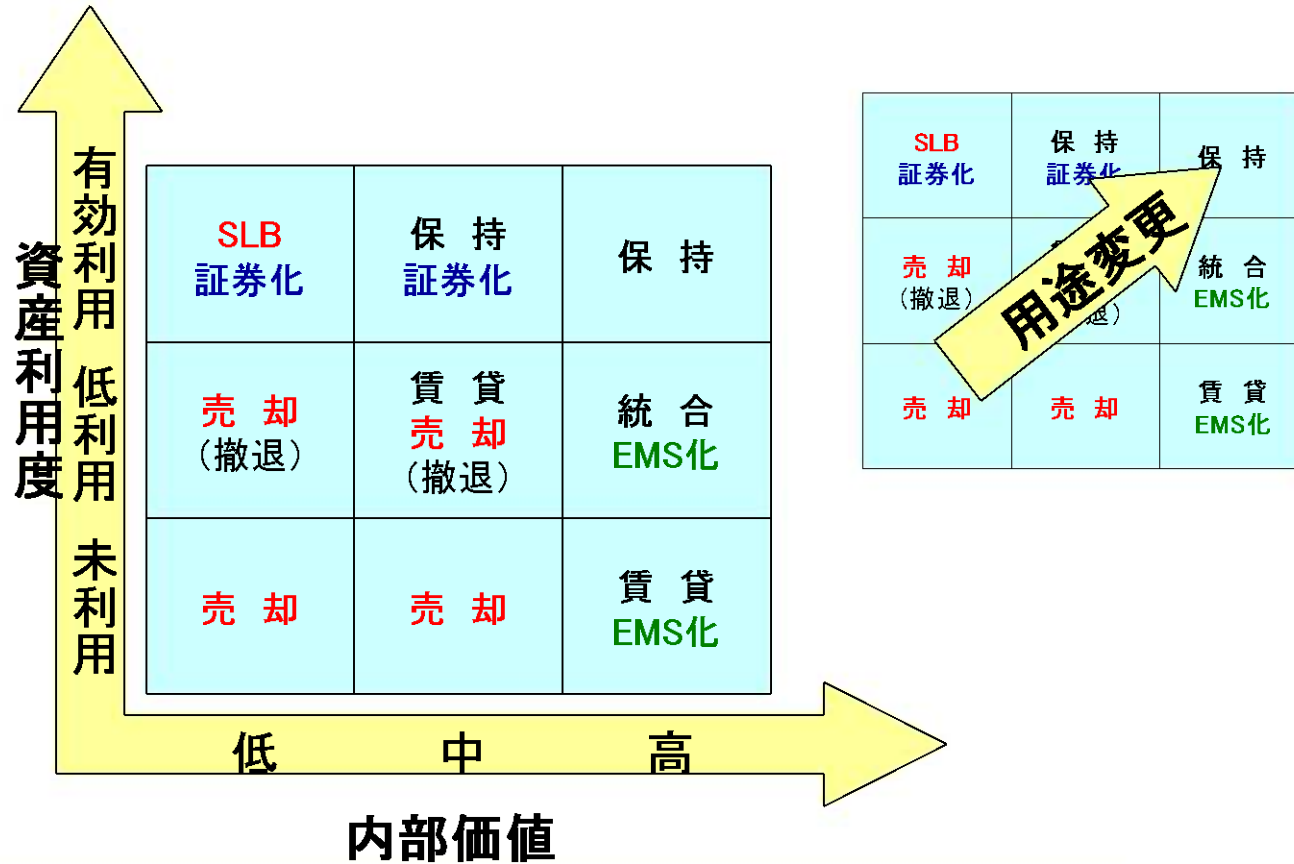 資産利用度
有効利用
低利用
未利用
SLB
証券化
保 持
証券化
保 持
売 却
(撤退)
賃 貸
売 却
(撤退)
統 合
EMS化
売 却
売 却
賃 貸
EMS化
低
中
高
内部価値
SLB
証券化
保 持
証券化
保 持
売 却
(撤退)
退)
統 合
EMS化
用途変更
売 却
売 却
賃 貸
EMS化